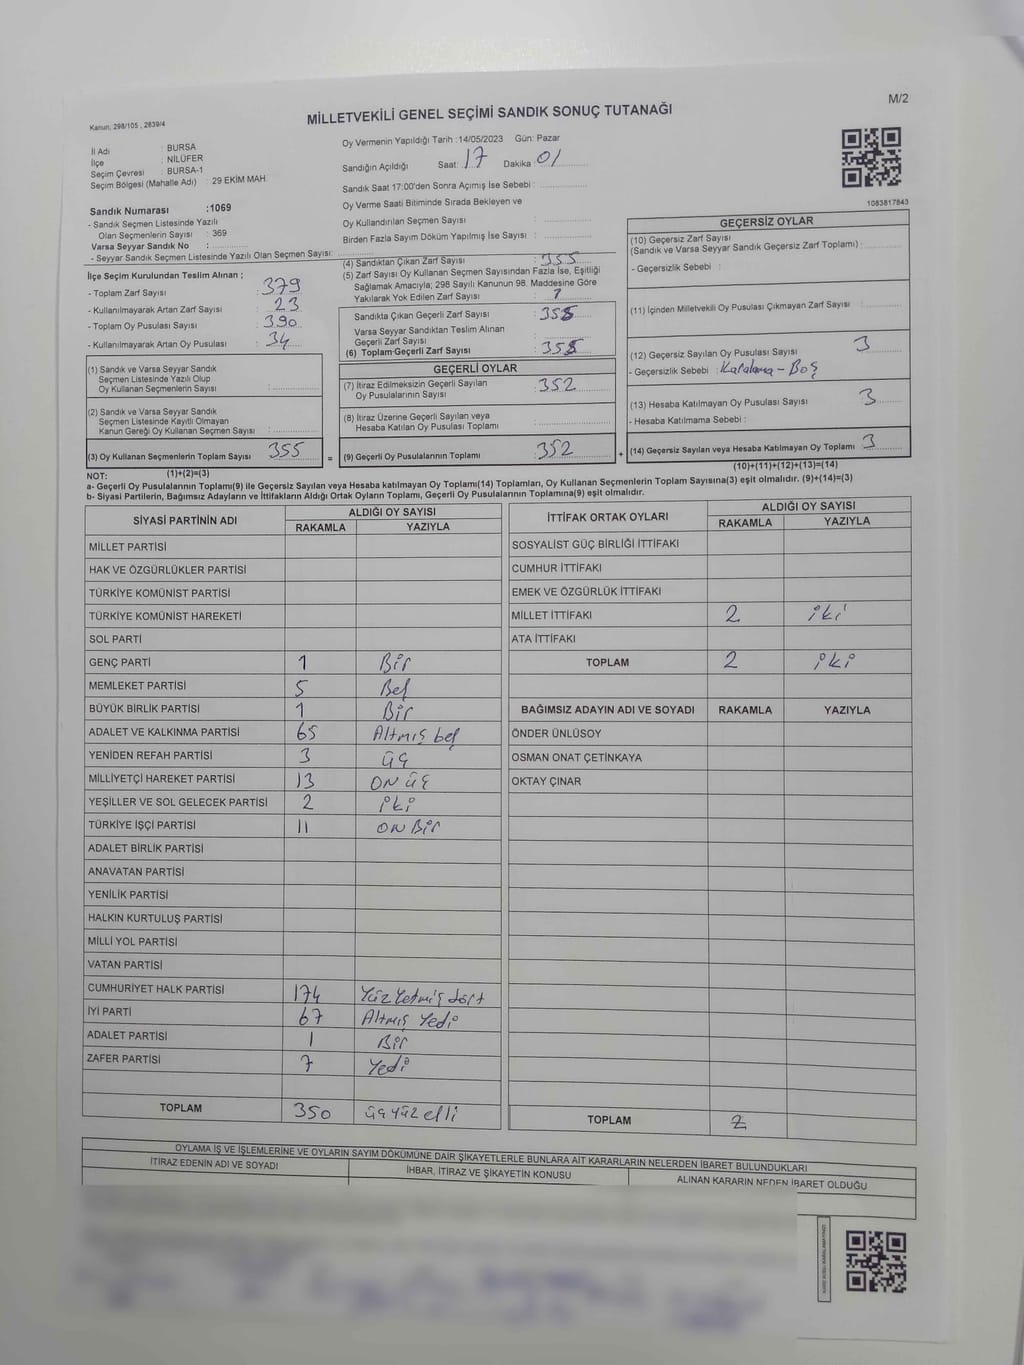 M/2
Kanun, 298/105 , 2839/4
MİLLETVEKİLİ GENEL SEÇİMİ SANDIK SONUÇ TUTANAĞI
İl Adı : BURSA
İlçe : NİLÜFER
Seçim Çevresi : BURSA-1
Seçim Bölgesi (Mahalle Adı) : 29 EKİM MAH.
Sandık Numarası :1069
- Sandık Seçmen Listesinde Yazılı
Olan Seçmenlerin Sayısı : 369
Varsa Seyyar Sandık No :
- Seyyar Sandık Seçmen Listesinde Yazılı Olan Seçmen Sayısı:
Oy Vermenin Yapıldığı Tarih :14/05/2023 Gün: Pazar
Sandığın Açıldığı Saat: 17 Dakika 01
Sandık Saat 17:00'den Sonra Açımış İse Sebebi :
Oy Verme Saati Bitiminde Sırada Bekleyen ve
Oy Kullandırılan Seçmen Sayısı :
Birden Fazla Sayım Döküm Yapılmış İse Sayısı :
1083817843
İlçe Seçim Kurulundan Teslim Alınan ;
- Toplam Zarf Sayısı : 379
- Kullanılmayarak Artan Zarf Sayısı : 23
- Toplam Oy Pusulası Sayısı : 390
- Kullanılmayarak Artan Oy Pusulası : 34
(1) Sandık ve Varsa Seyyar Sandık
Seçmen Listesinde Yazılı Olup
Oy Kullanan Seçmenlerin Sayısı :
(2) Sandık ve Varsa Seyyar Sandık
Seçmen Listesinde Kayıtlı Olmayan
Kanun Gereği Oy Kullanan Seçmen Sayısı :
(3) Oy Kullanan Seçmenlerin Toplam Sayısı 355 =
(4) Sandıktan Çıkan Zarf Sayısı : 355
(5) Zarf Sayısı Oy Kullanan Seçmen Sayısından Fazla İse, Eşitliği
Sağlamak Amacıyla; 298 Sayılı Kanunun 98. Maddesine Göre
Yakılarak Yok Edilen Zarf Sayısı :
Sandıkta Çıkan Geçerli Zarf Sayısı : 355
Varsa Seyyar Sandıktan Teslim Alınan
Geçerli Zarf Sayısı :
(6) Toplam Geçerli Zarf Sayısı : 355
GEÇERLİ OYLAR
(7) İtiraz Edilmeksizin Geçerli Sayılan
Oy Pusulalarının Sayısı : 352
(8) İtiraz Üzerine Geçerli Sayılan veya
Hesaba Katılan Oy Pusulası Toplamı :
(9) Geçerli Oy Pusulalarının Toplamı : 352 +
GEÇERSİZ OYLAR
(10) Geçersiz Zarf Sayısı
(Sandık ve Varsa Seyyar Sandık Geçersiz Zarf Toplamı) :
- Geçersizlik Sebebi :
(11) İçinden Milletvekili Oy Pusulası Çıkmayan Zarf Sayısı :
(12) Geçersiz Sayılan Oy Pusulası Sayısı : 3
- Geçersizlik Sebebi : Karalama - Boş
(13) Hesaba Katılmayan Oy Pusulası Sayısı : 3
- Hesaba Katılmama Sebebi :
(14) Geçersiz Sayılan veya Hesaba Katılmayan Oy Toplamı : 3
NOT: (1)+(2)=(3)
(10)+(11)+(12)+(13)=(14)
a- Geçerli Oy Pusulalarının Toplamı(9) ile Geçersiz Sayılan veya Hesaba katılmayan Oy Toplamı(14) Toplamları, Oy Kullanan Seçmenlerin Toplam Sayısına(3) eşit olmalıdır. (9)+(14)=(3)
b- Siyasi Partilerin, Bağımsız Adayların ve İttifakların Aldığı Ortak Oyların Toplamı, Geçerli Oy Pusulalarının Toplamına(9) eşit olmalıdır.
SİYASİ PARTİNİN ADI ALDIĞI OY SAYISI
RAKAMLA YAZIYLA
MİLLET PARTİSİ
HAK VE ÖZGÜRLÜKLER PARTİSİ
TÜRKİYE KOMÜNİST PARTİSİ
TÜRKİYE KOMÜNİST HAREKETİ
SOL PARTİ
GENÇ PARTİ 1 Bir
MEMLEKET PARTİSİ 5 Beş
BÜYÜK BİRLİK PARTİSİ 1 Bir
ADALET VE KALKINMA PARTİSİ 65 Altmış beş
YENİDEN REFAH PARTİSİ 3 üç
MİLLİYETÇİ HAREKET PARTİSİ 13 ON üç
YEŞİLLER VE SOL GELECEK PARTİSİ 2 iki
TÜRKİYE İŞÇİ PARTİSİ 11 ON Bir
ADALET BİRLİK PARTİSİ
ANAVATAN PARTİSİ
YENİLİK PARTİSİ
HALKIN KURTULUŞ PARTİSİ
MİLLİ YOL PARTİSİ
VATAN PARTİSİ
CUMHURİYET HALK PARTİSİ 174 Yüz Yetmiş dört
İYİ PARTİ 67 Altmış Yedi
ADALET PARTİSİ 1 Bir
ZAFER PARTİSİ 7 Yedi
TOPLAM 350 üç yüz elli
İTTİFAK ORTAK OYLARI ALDIĞI OY SAYISI
RAKAMLA YAZIYLA
SOSYALİST GÜÇ BİRLİĞİ İTTİFAKI
CUMHUR İTTİFAKI
EMEK VE ÖZGÜRLÜK İTTİFAKI
MİLLET İTTİFAKI 2 iki
ATA İTTİFAKI
TOPLAM 2 iki
BAĞIMSIZ ADAYIN ADI VE SOYADI RAKAMLA YAZIYLA
ÖNDER ÜNLÜSOY
OSMAN ONAT ÇETİNKAYA
OKTAY ÇINAR
TOPLAM 2
OYLAMA İŞ VE İŞLEMLERİNE VE OYLARIN SAYIM DÖKÜMÜNE DAİR ŞİKAYETLERLE BUNLARA AİT KARARLARIN NELERDEN İBARET BULUNDUKLARI
İTİRAZ EDENİN ADI VE SOYADI İHBAR, İTİRAZ VE ŞİKAYETİN KONUSU ALINAN KARARIN NEDEN İBARET OLDUĞU